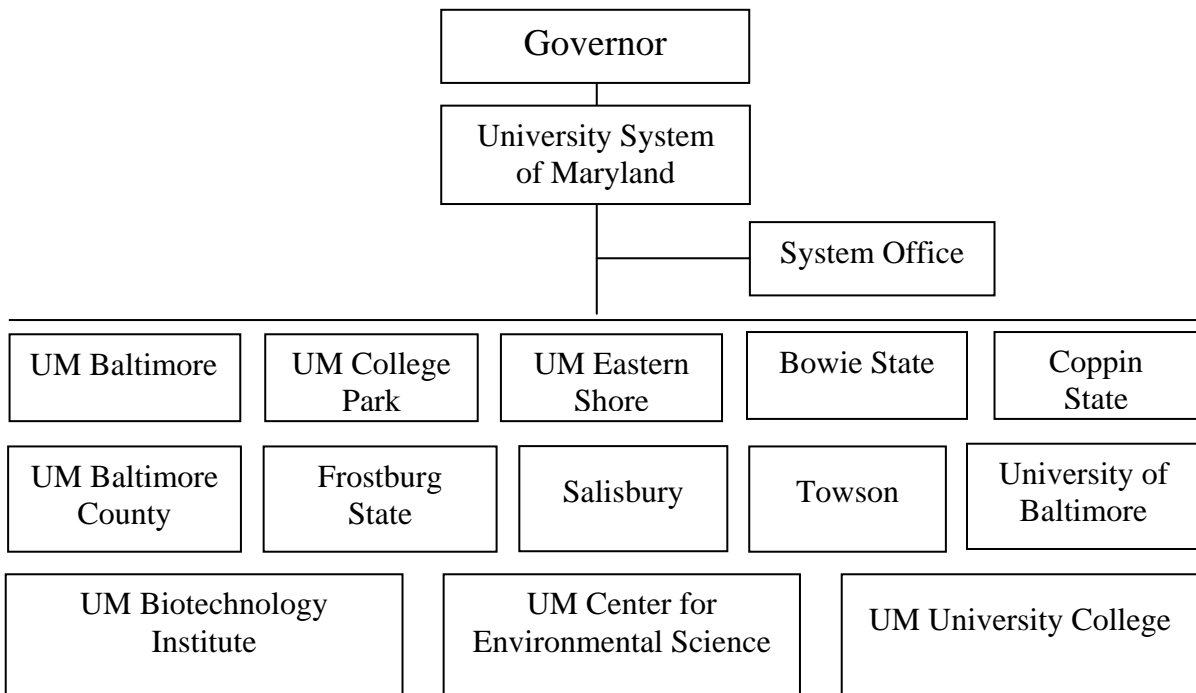 Governor
University System
of Maryland
System Office
UM Baltimore
UM College
Park
UM Eastern
Shore
Bowie State
Coppin
State
UM Baltimore
County
Frostburg
State
Salisbury
Towson
University of
Baltimore
UM Biotechnology
Institute
UM Center for
Environmental Science
UM University College